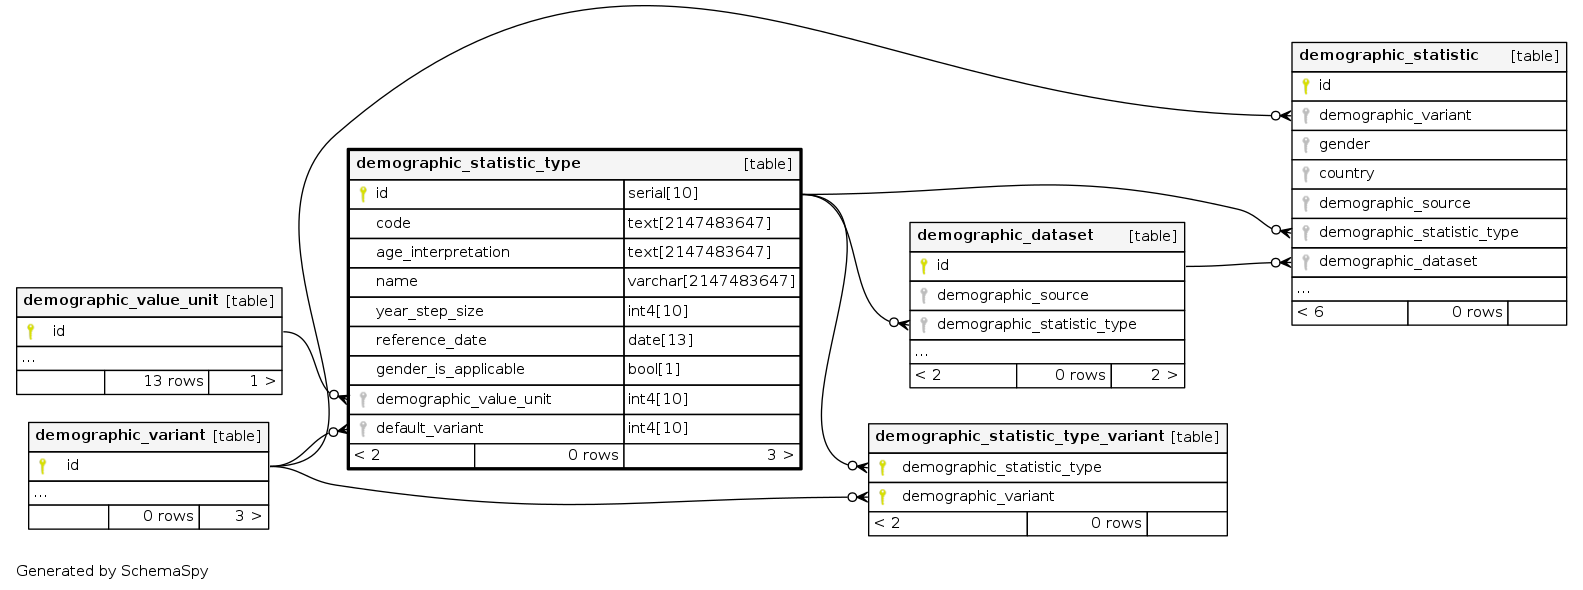 demographic_statistic [table]
id
demographic_variant
gender
country
demographic_source
demographic_statistic_type
demographic_dataset
...
< 6 0 rows
demographic_statistic_type [table]
id serial[10]
code text[2147483647]
age_interpretation text[2147483647]
name varchar[2147483647]
year_step_size int4[10]
reference_date date[13]
gender_is_applicable bool[1]
demographic_value_unit int4[10]
default_variant int4[10]
< 2 0 rows 3 >
demographic_dataset [table]
id
demographic_source
demographic_statistic_type
...
< 2 0 rows 2 >
demographic_value_unit [table]
id
...
13 rows 1 >
demographic_variant [table]
id
...
0 rows 3 >
demographic_statistic_type_variant [table]
demographic_statistic_type
demographic_variant
< 2 0 rows
Generated by SchemaSpy